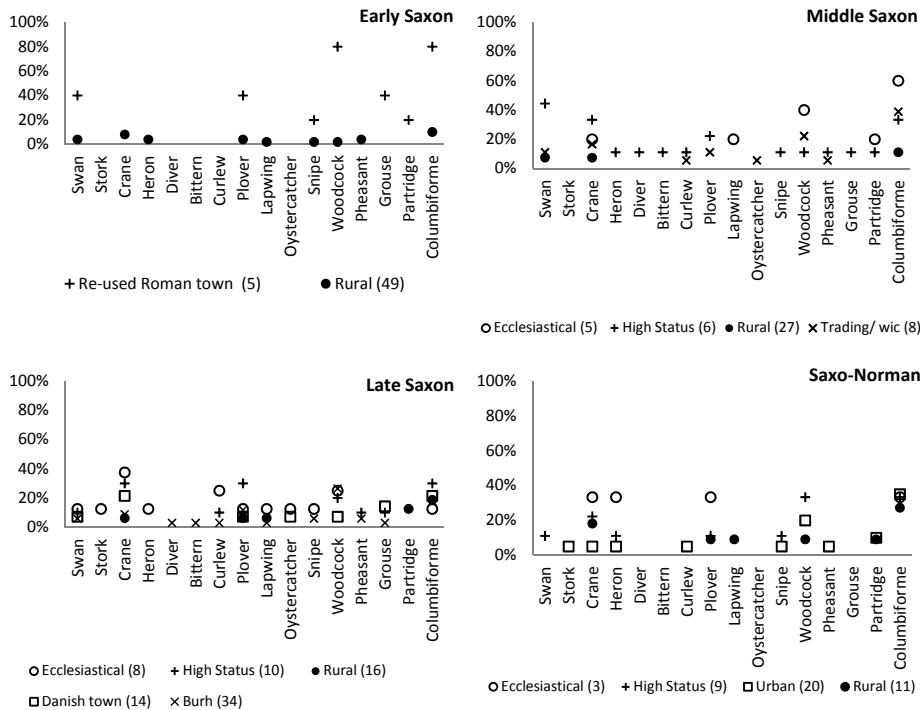 Early Saxon
100%
80%
60%
40%
20%
0%
Swan
Stork
Crane
Heron
Diver
Bittern
Curlew
Plover
Lapwing
Oystercatcher
Snipe
Woodcock
Pheasant
Grouse
Partridge
Columbiforme
Re-used Roman town (5)
Rural (49)
Middle Saxon
100%
80%
60%
40%
20%
0%
Swan
Stork
Crane
Heron
Diver
Bittern
Curlew
Plover
Lapwing
Oystercatcher
Snipe
Woodcock
Pheasant
Grouse
Partridge
Columbiforme
Ecclesiastical (5)
High Status (6)
Rural (27)
Trading/ wic (8)
Late Saxon
100%
80%
60%
40%
20%
0%
Swan
Stork
Crane
Heron
Diver
Bittern
Curlew
Plover
Lapwing
Oystercatcher
Snipe
Woodcock
Pheasant
Grouse
Partridge
Columbiforme
Ecclesiastical (8)
High Status (10)
Rural (16)
Danish town (14)
Burh (34)
Saxo-Norman
100%
80%
60%
40%
20%
0%
Swan
Stork
Crane
Heron
Diver
Bittern
Curlew
Plover
Lapwing
Oystercatcher
Snipe
Woodcock
Pheasant
Grouse
Partridge
Columbiforme
Ecclesiastical (3)
High Status (9)
Urban (20)
Rural (11)